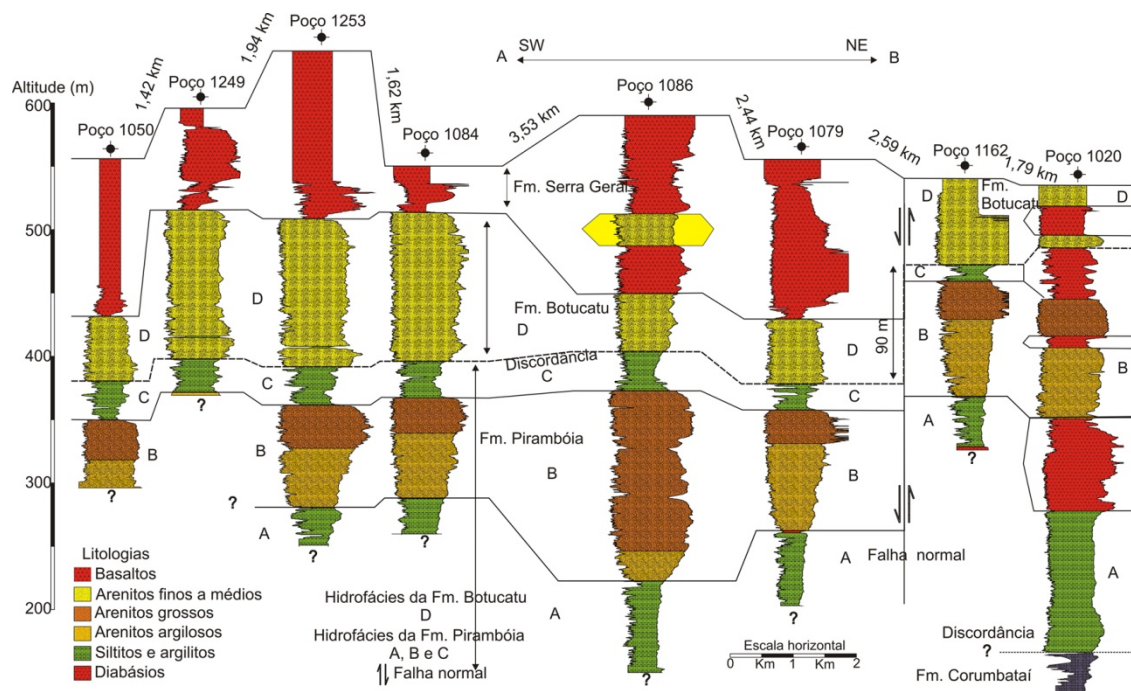 Poço 1253
A SW NE B
1,94 km
1,42 km
Poço 1249
1,62 km
Poço 1086
Altitude (m)
600
Poço 1050
Poço 1084
3,53 km
2,44 km
Poço 1079
2,59 km
Poço 1162
1,79 km
Poço 1020
Fm. Serra Geral
D
Fm.
Botucatu
D
500
C
D
Fm. Botucatu
D
90 m
B
B
400
D
Discordância
C
D
C
C
C
A
Fm. Pirambóia
B
B
B
B
300
?
?
?
?
A
?
?
A
Falha normal
A
A
Litologias
Basaltos
Arenitos finos a médios
Arenitos grossos
Arenitos argilosos
Siltitos e argilitos
Diabásios
200
Hidrofácies da Fm. Botucatu
D
Hidrofácies da Fm. Pirambóia
A, B e C
Falha normal
A
?
?
Escala horizontal
0 Km 1 Km 2
Discordância
?
Fm. Corumbataí